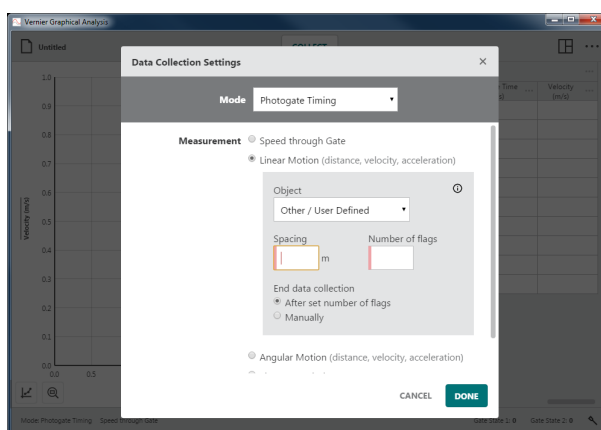 Vernier Graphical Analysis
Untitled
COLLECT
Data Collection Settings
Mode Photogate Timing
Measurement Speed through Gate
Linear Motion (distance, velocity, acceleration)
Object
Other / User Defined
Spacing Number of flags
m
End data collection
After set number of flags
Manually
Angular Motion (distance, velocity, acceleration)
CANCEL DONE
Time Velocity
(m/s)
1.0
0.9
0.8
0.7
0.6
0.5
0.4
0.3
0.2
0.1
0.0
Velocity (m/s)
0.0 0.5
Mode: Photogate Timing Speed through Gate Gate State 1: 0 Gate State 2: 0